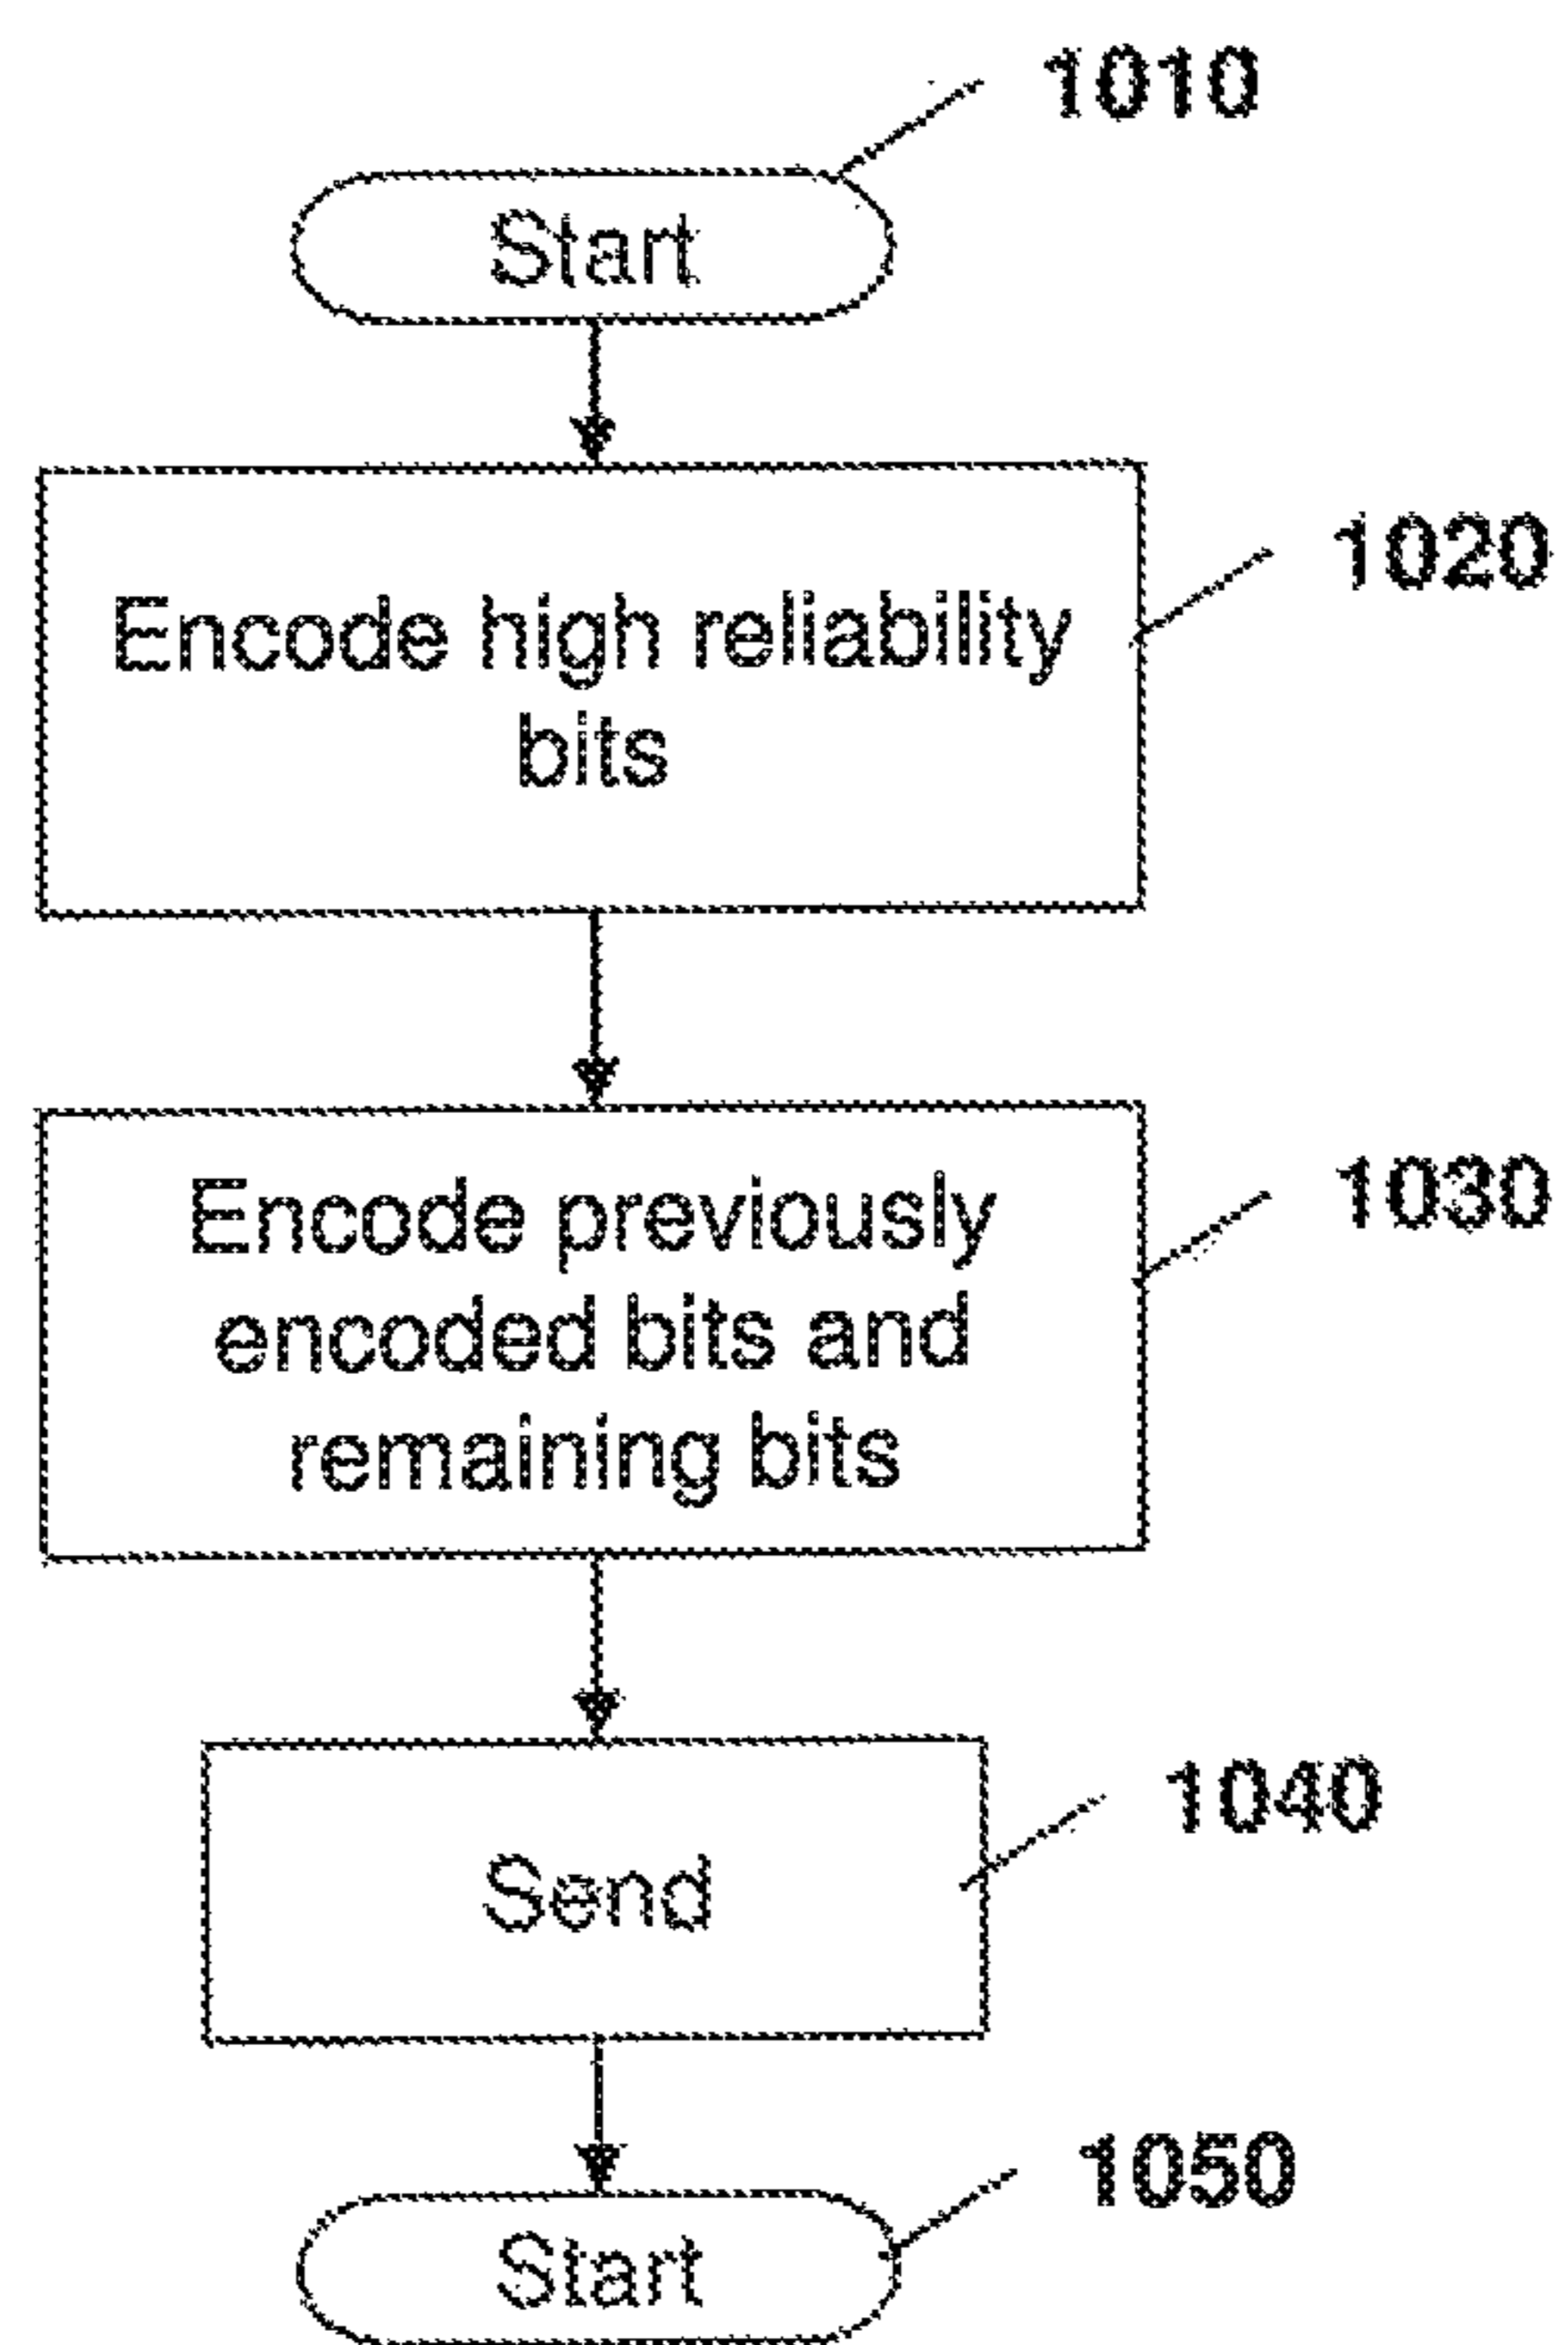 1010
Start
1020
Encode high reliability
bits
1030
Encode previously
encoded bits and
remaining bits
1040
Send
1050
Start